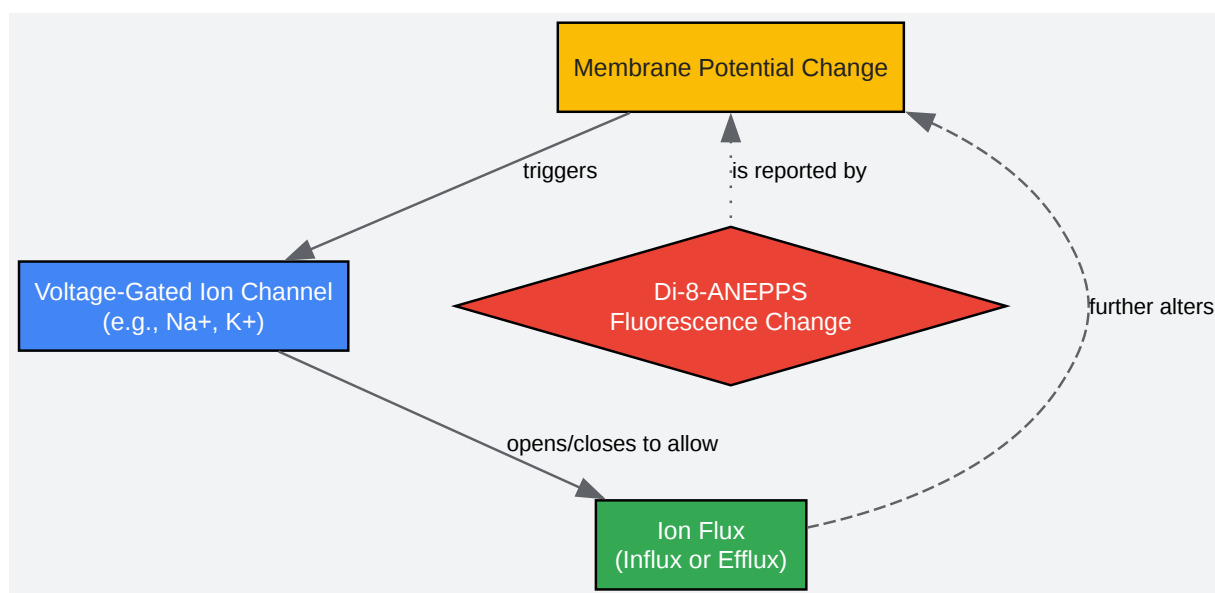 Membrane Potential Change
triggers
is reported by
Voltage-Gated Ion Channel
(e.g., Na+, K+)
Di-8-ANEPPS
Fluorescence Change
further alters
opens/closes to allow
Ion Flux
(Influx or Efflux)